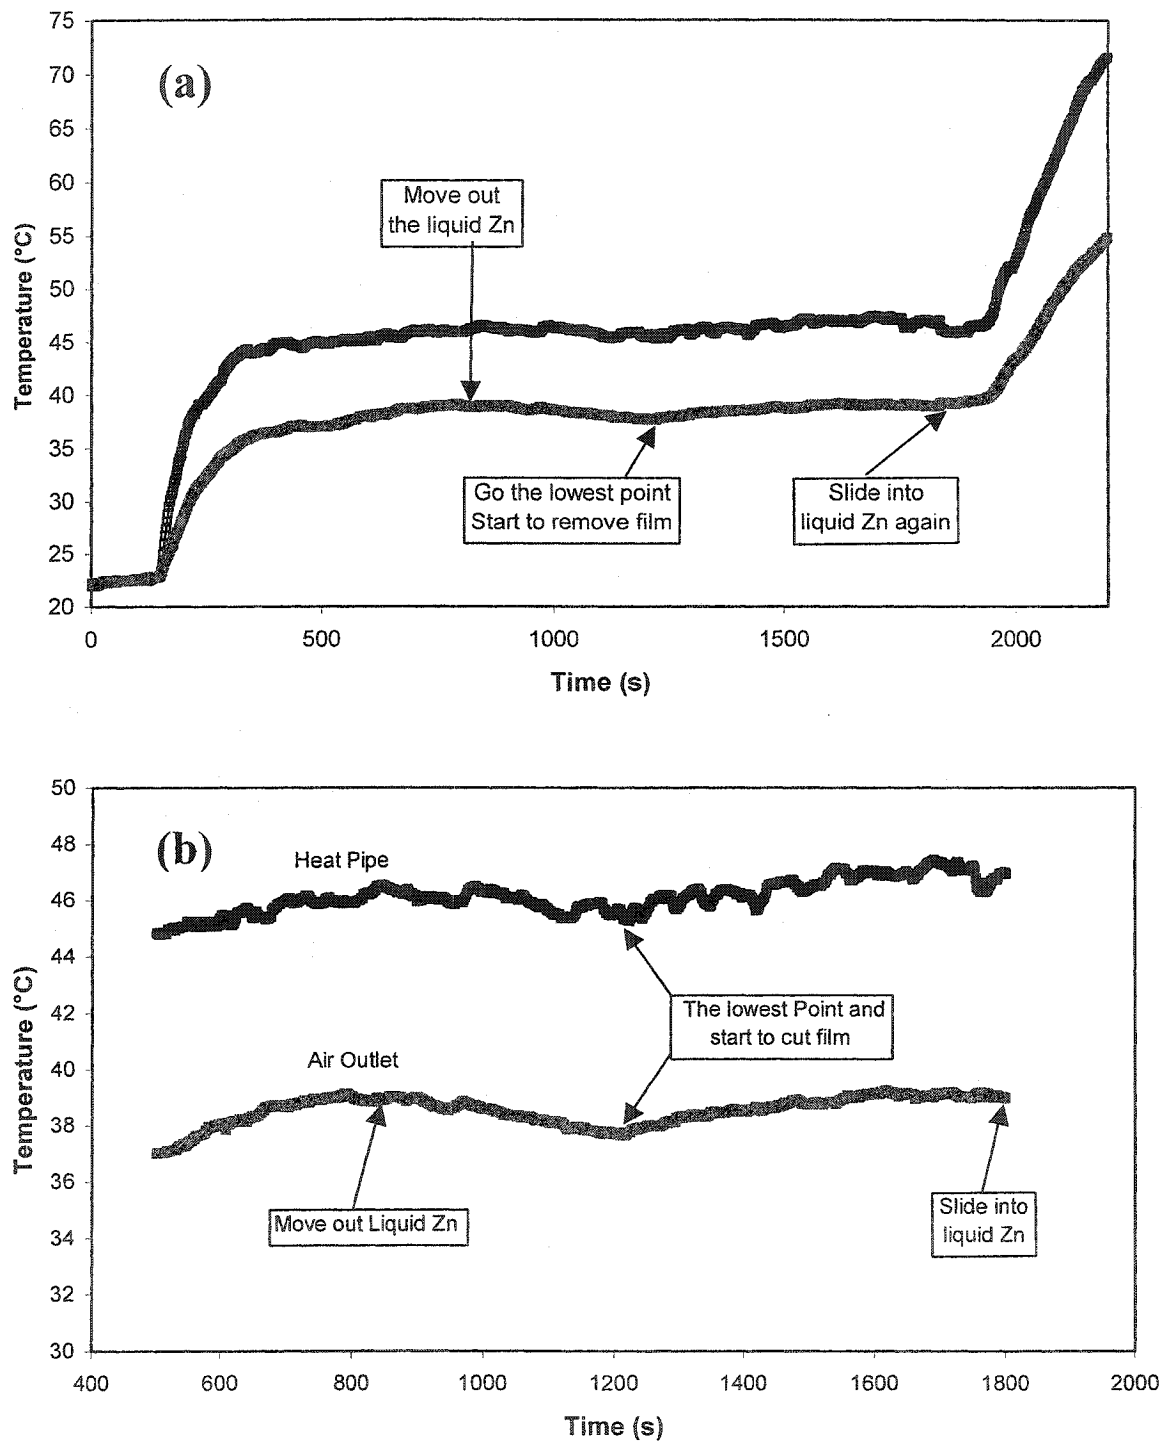 75
(a)
70
65
60
Move out
the liquid Zn
55
50
45
40
35
Go the lowest point
Start to remove film
Slide into
liquid Zn again
30
25
20
Temperature (°C)
0 500 1000 1500 2000
Time (s)
50
(b)
48
Heat Pipe
46
44
42
The lowest Point and
start to cut film
40
Air Outlet
38
36
Move out Liquid Zn
Slide into
liquid Zn
34
32
30
Temperature (°C)
400 600 800 1000 1200 1400 1600 1800 2000
Time (s)